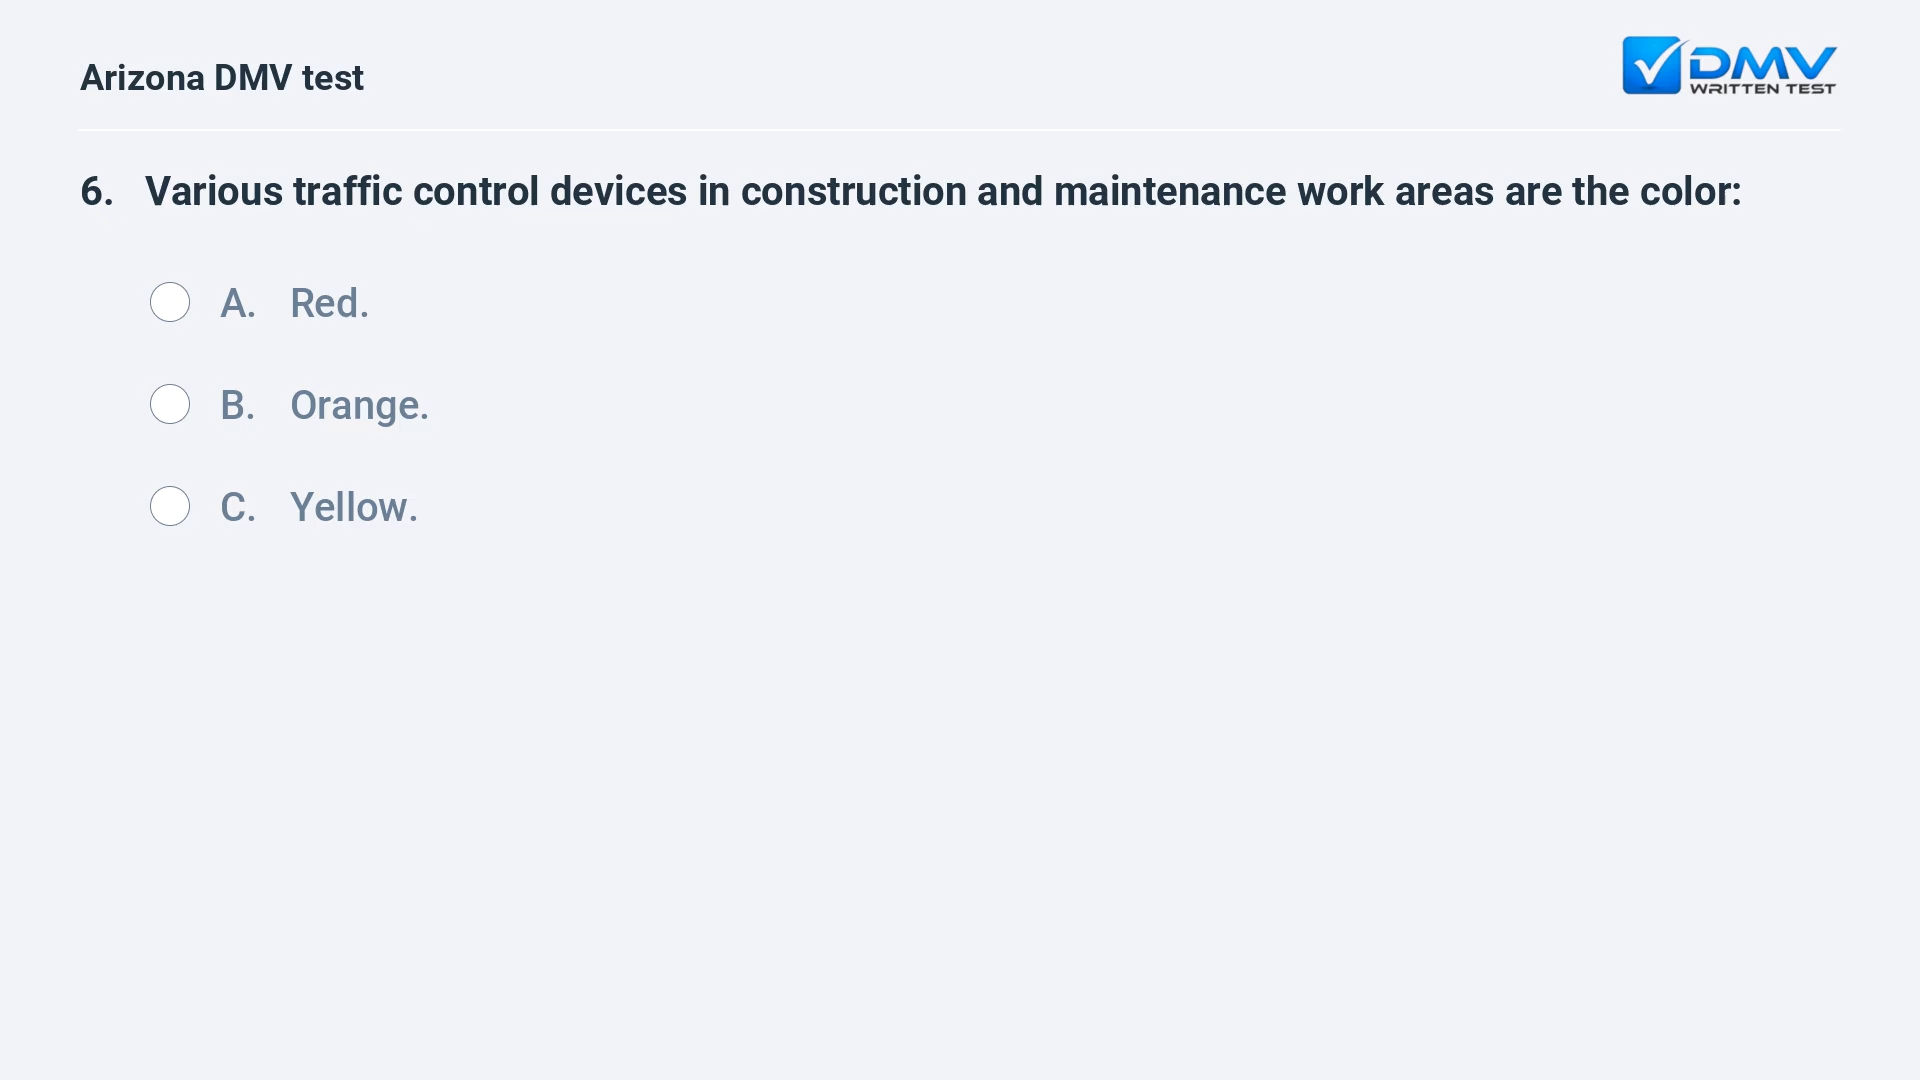 Arizona DMV test
DMV
WRITTEN TEST
6. Various traffic control devices in construction and maintenance work areas are the color:
A. Red.
B. Orange.
C. Yellow.